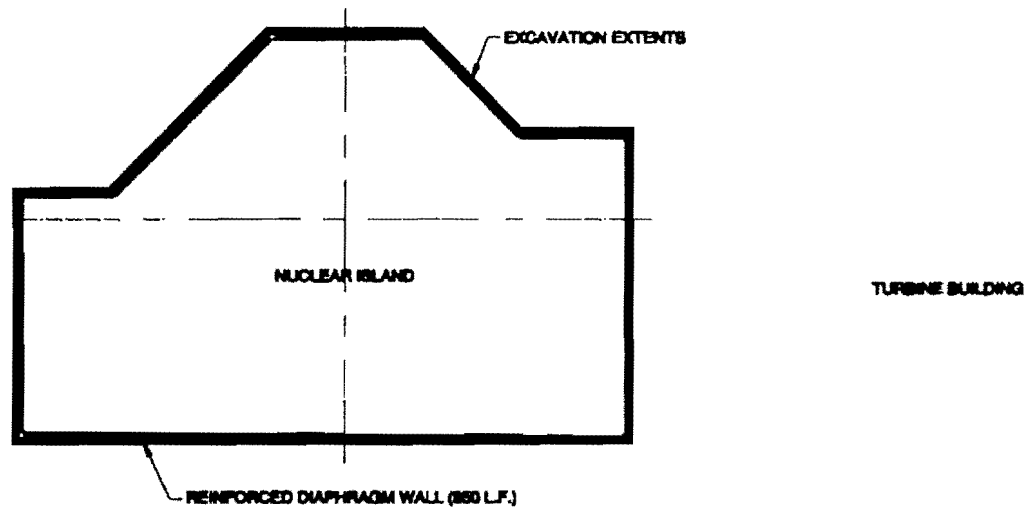 EXCAVATION EXTENTS
NUCLEAR ISLAND
TURBINE BUILDING
REINFORCED DIAPHRAGM WALL ( L.F.)